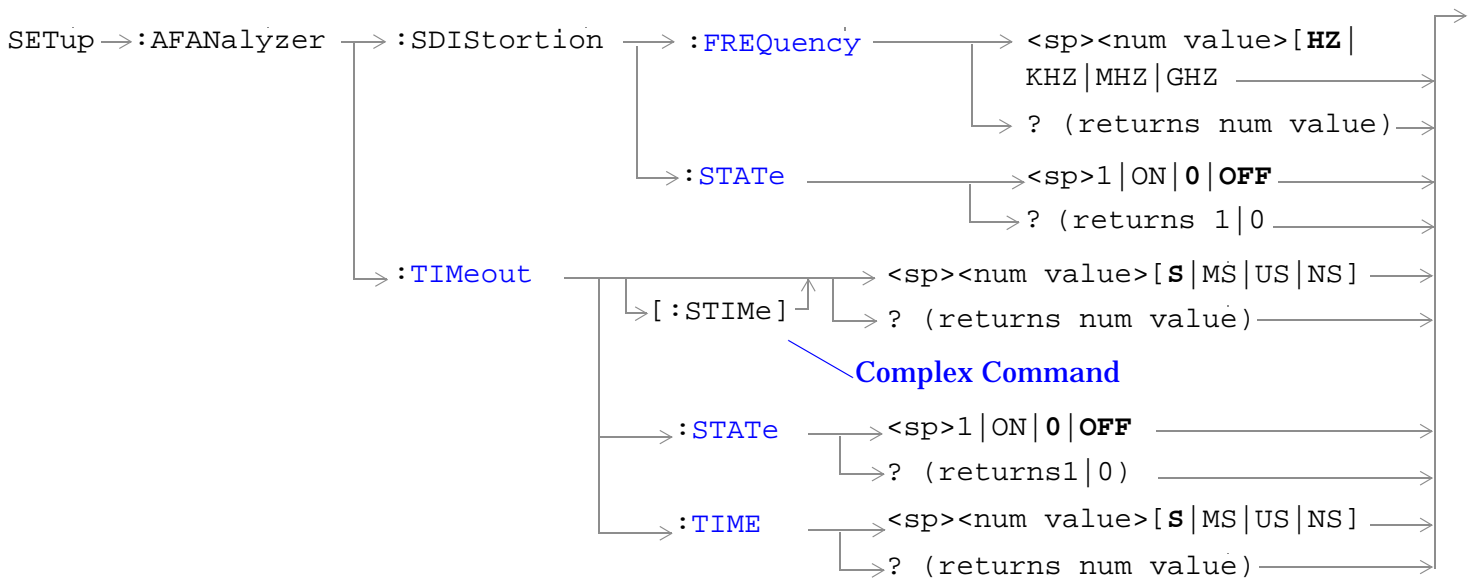 SETup :AFANalyzer :SDIStortion :FREQuency <sp><num value>[HZ|
KHZ|MHZ|GHZ
? (returns num value)
:STATe <sp>1|ON|0|OFF
? (returns 1|0
:TIMeout <sp><num value>[S|MS|US|NS]
[:STIMe] ? (returns num value)
Complex Command
:STATe <sp>1|ON|0|OFF
? (returns1|0)
:TIME <sp><num value>[S|MS|US|NS]
? (returns num value)